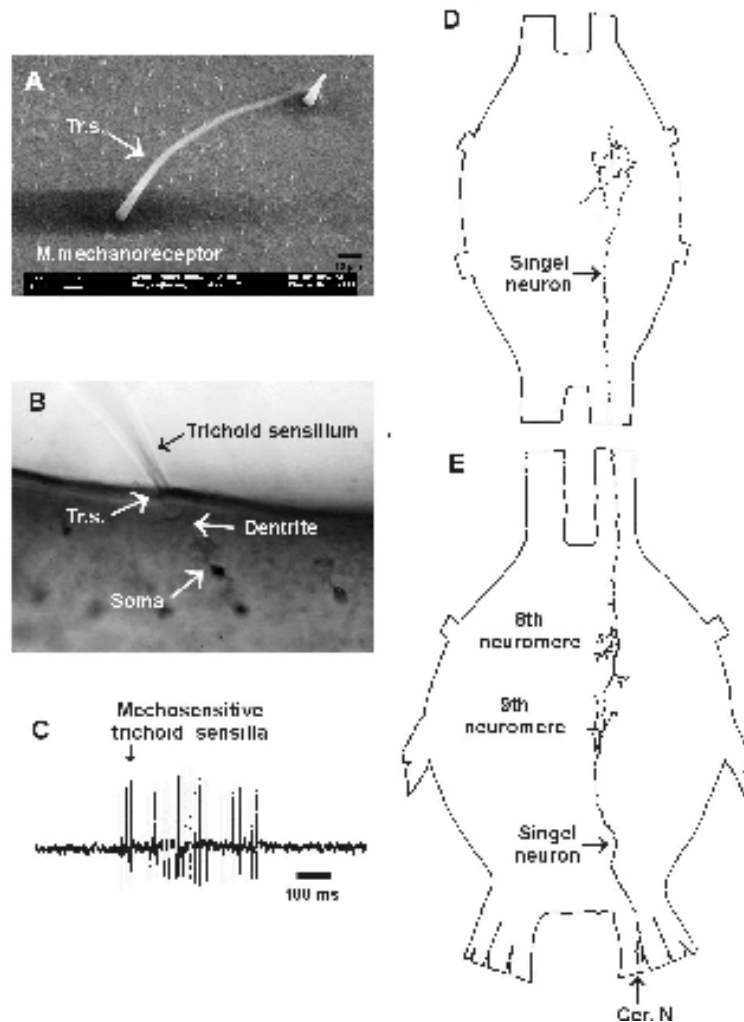 A
Tr.s.
M.mechanoreceptor
B
Trichoid sensillum
Tr.s.
Dentrite
Soma
C
Mechosensitive
trichoid sensilla
100 ms
D
Singel
neuron
E
8th
neuromere
9th
neuromere
Singel
neuron
Cer. N